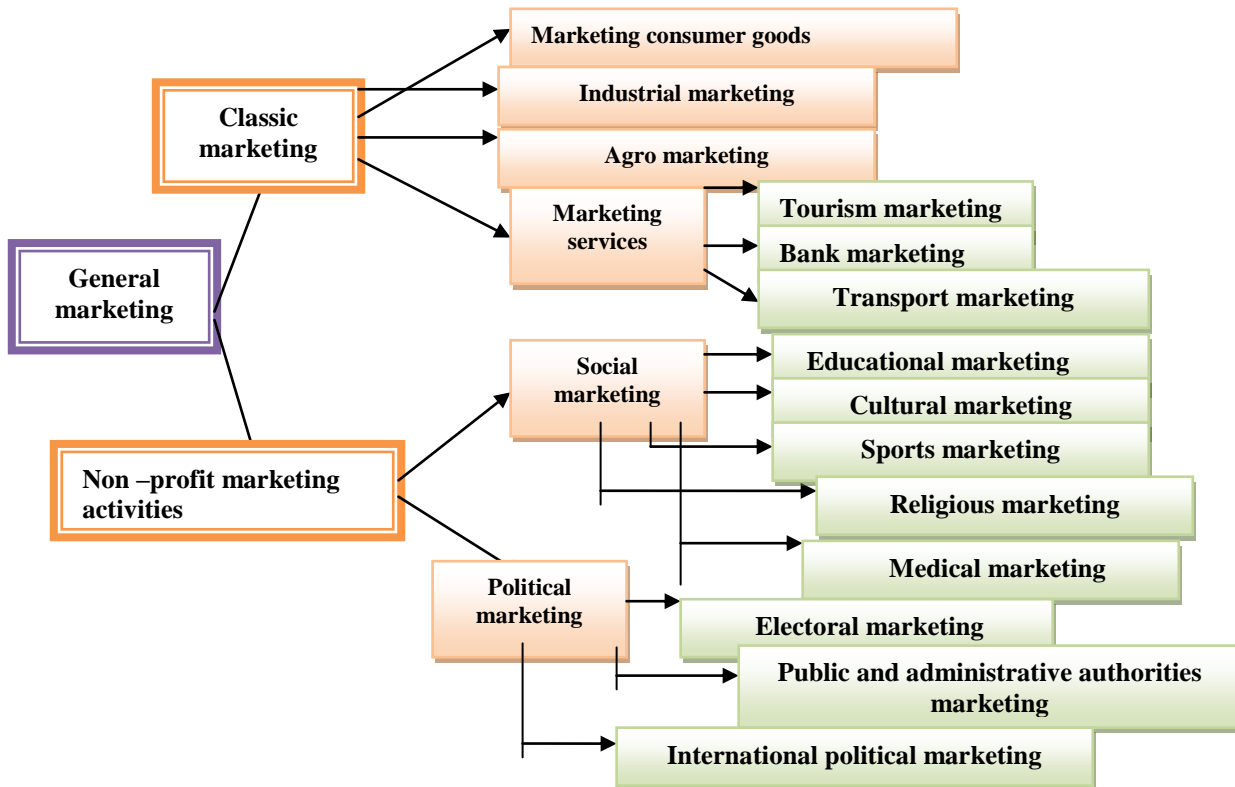 Marketing consumer goods
Classic
marketing
Industrial marketing
Agro marketing
Marketing
services
Tourism marketing
Bank marketing
Transport marketing
General
marketing
Social
marketing
Educational marketing
Cultural marketing
Sports marketing
Religious marketing
Medical marketing
Non –profit marketing
activities
Political
marketing
Electoral marketing
Public and administrative authorities
marketing
International political marketing